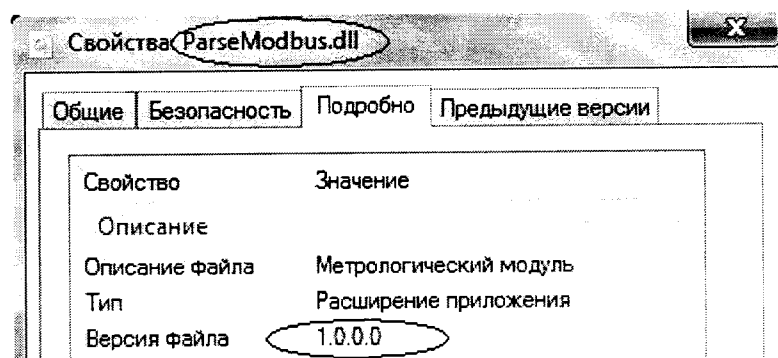 Свойства: ParseModbus.dll
Общие Безопасность Подробно Предыдущие версии
Свойство Значение
Описание
Описание файла Метрологический модуль
Тип Расширение приложения
Версия файла 1.0.0.0